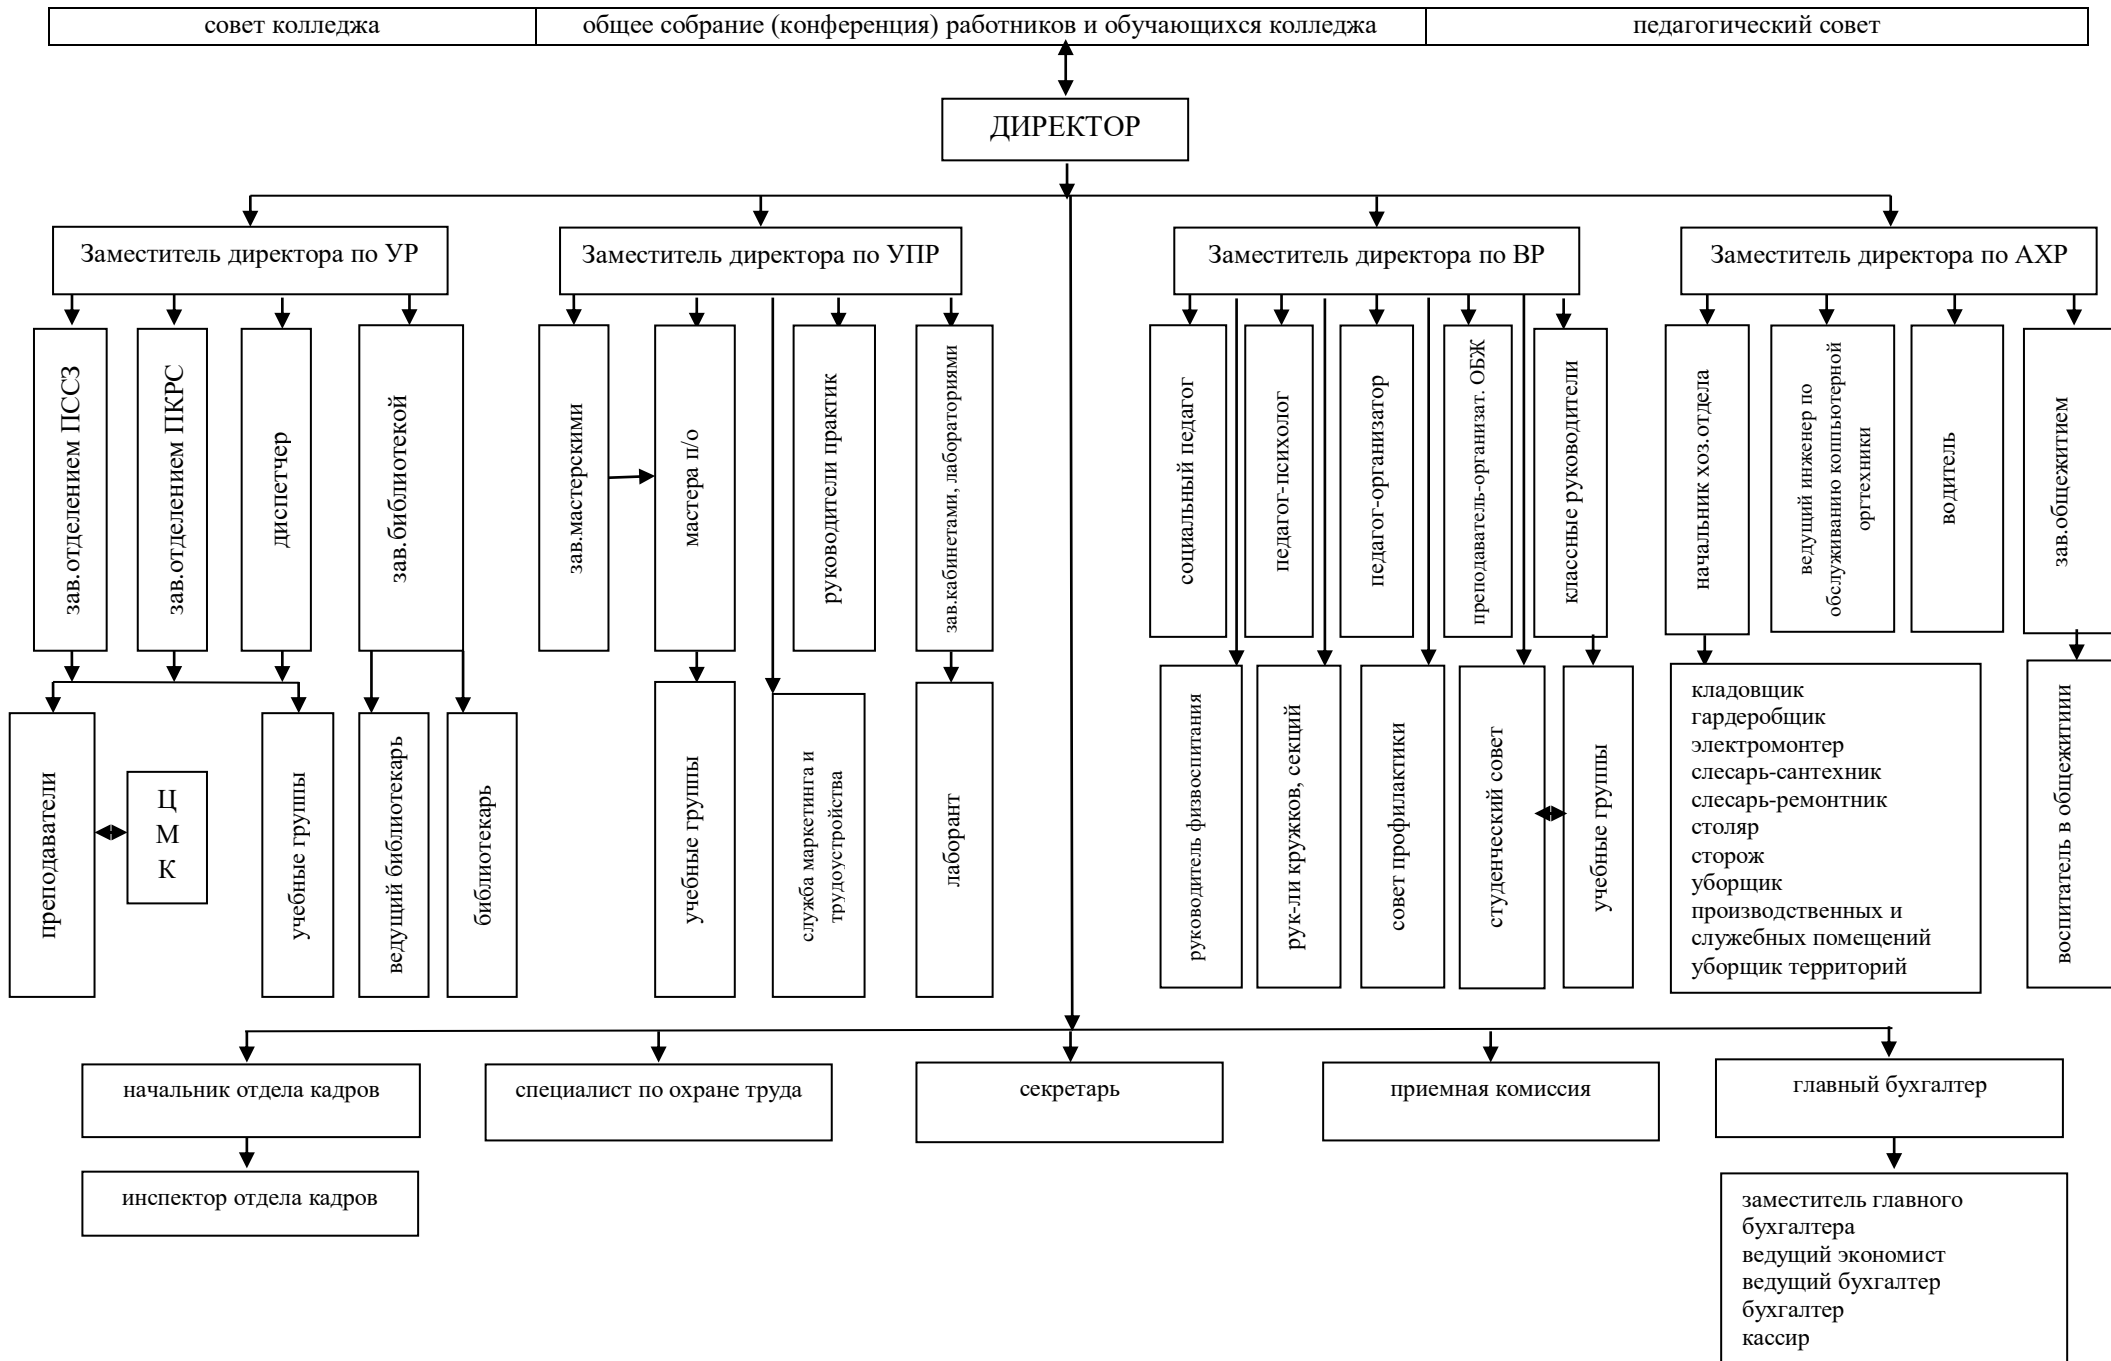 совет колледжа
общее собрание (конференция) работников и обучающихся колледжа
педагогический совет
ДИРЕКТОР
Заместитель директора по УР
Заместитель директора по УПР
Заместитель директора по ВР
Заместитель директора по АХР
зав.отделением ПССЗ
зав.отделением ПКРС
диспетчер
зав.библиотекой
зав.мастерскими
мастера п/о
руководители практик
зав.кабинетами, лабораториями
социальный педагог
педагог-психолог
педагог-организатор
преподаватель-организат. ОБЖ
классные руководители
начальник хоз.отдела
ведущий инженер по
обслуживанию коппьютерной
оргтехники
водитель
зав.общежитием
преподаватели
Ц
М
К
учебные группы
ведущий библиотекарь
библиотекарь
учебные группы
служба маркетинга и
трудоустройства
лаборант
руководитель физвоспитания
рук-ли кружков, секций
совет профилактики
студенческий совет
учебные группы
кладовщик
гардеробщик
электромонтер
слесарь-сантехник
слесарь-ремонтник
столяр
сторож
уборщик
производственных и
служебных помещений
уборщик территорий
воспитатель в общежитиии
начальник отдела кадров
специалист по охране труда
секретарь
приемная комиссия
главный бухгалтер
инспектор отдела кадров
заместитель главного
бухгалтера
ведущий экономист
ведущий бухгалтер
бухгалтер
кассир